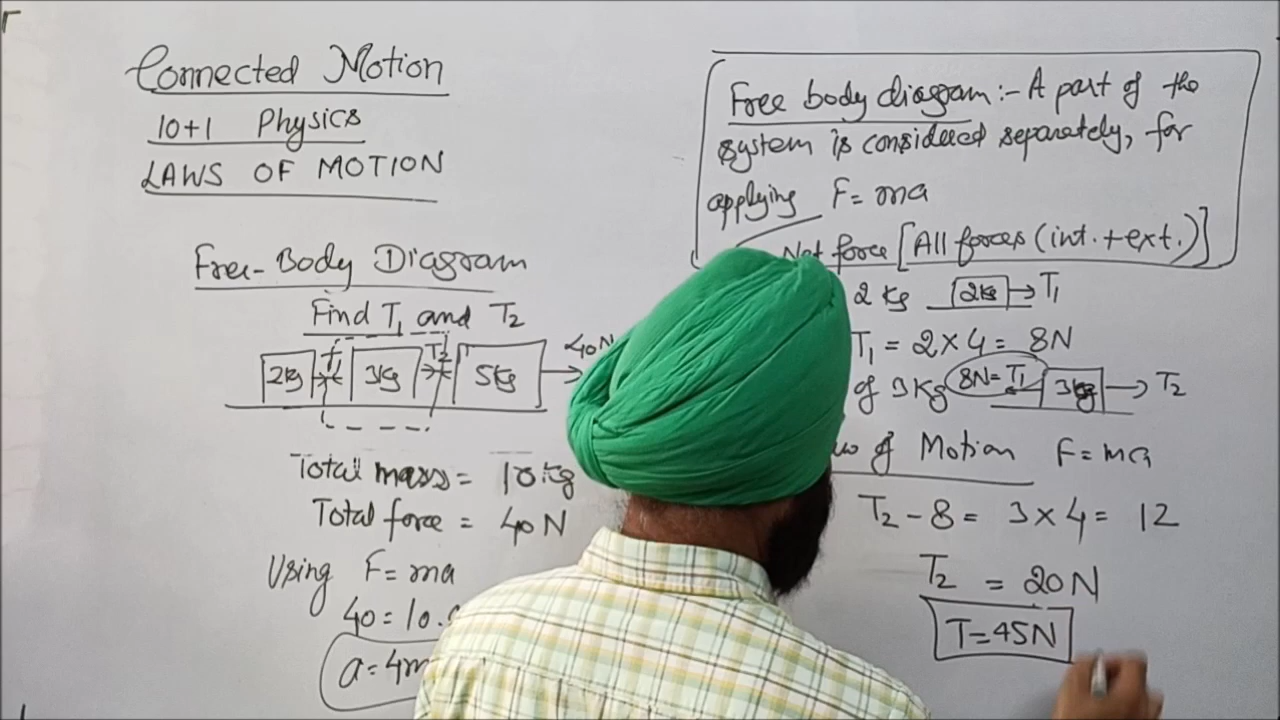 Connected Motion
10+1 Physics
LAWS OF MOTION
Free-Body Diagram
Find T₁ and T₂
2kg T₁ 3kg T₂ 5kg 40N
Total mass = 10 kg
Total force = 40 N
Using F = ma
40 = 10.
a = 4m
Free body diagram :- A part of the
system is considered separately, for
applying F = ma
Net force [All forces (int. + ext.)]
2 kg 2kg T₁
T₁ = 2 × 4 = 8N
of 3kg 8N = T₁ 3kg T₂
of Motion F = ma
T₂ - 8 = 3 × 4 = 12
T₂ = 20N
T = 45N